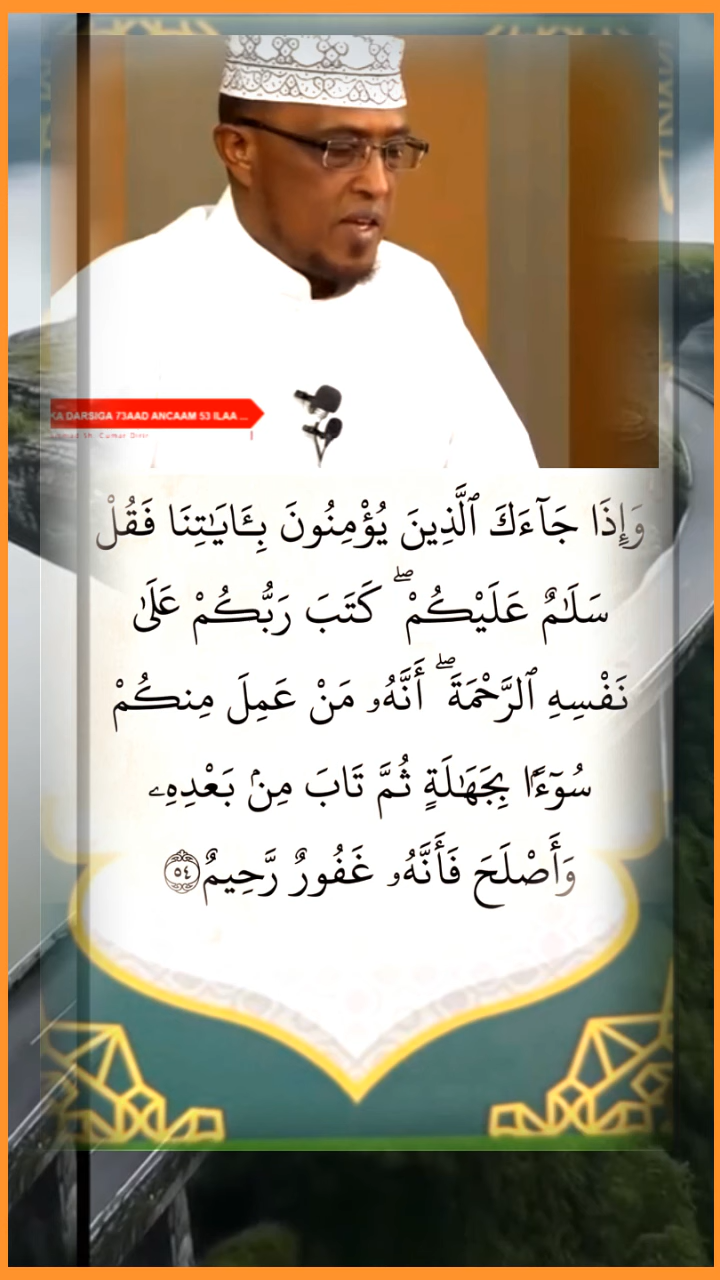 KA DARSIGA 73AAD ANCAAM 53 ILAA ...
وَإِذَا جَآءَكَ ٱلَّذِينَ يُؤْمِنُونَ بِـَٔايَـٰتِنَا فَقُلْ
سَلَـٰمٌ عَلَيْكُمْ ۖ كَتَبَ رَبُّكُمْ عَلَىٰ
نَفْسِهِ ٱلرَّحْمَةَ ۖ أَنَّهُۥ مَنْ عَمِلَ مِنكُمْ
سُوٓءًۢا بِجَهَـٰلَةٍ ثُمَّ تَابَ مِنۢ بَعْدِهِۦ
وَأَصْلَحَ فَأَنَّهُۥ غَفُورٌ رَّحِيمٌ ٥٤